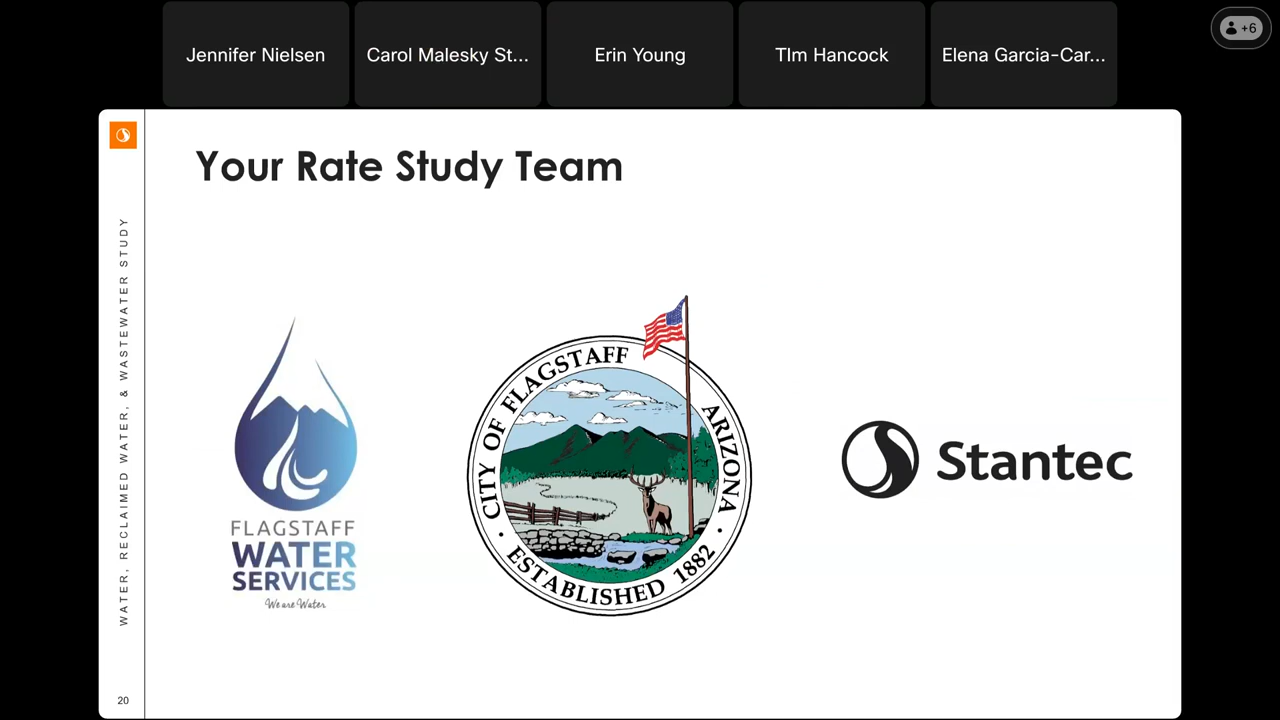 Jennifer Nielsen
Carol Malesky St...
Erin Young
TIm Hancock
Elena Garcia-Car...
+6
Your Rate Study Team
WATER, RECLAIMED WATER, & WASTEWATER STUDY
FLAGSTAFF
WATER
SERVICES
We are Water
CITY OF FLAGSTAFF ARIZONA
· ESTABLISHED 1882 ·
Stantec
20